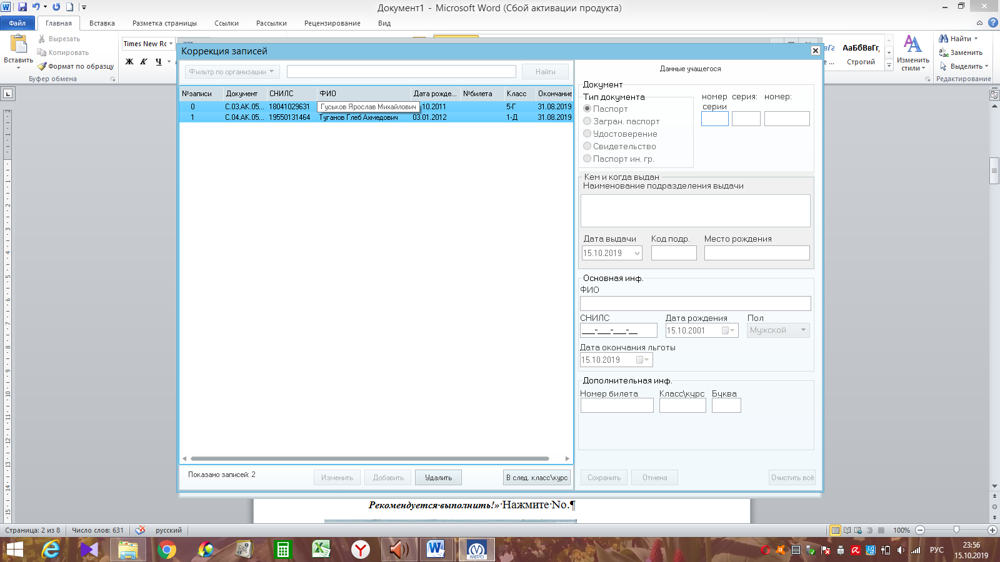 Документ1 - Microsoft Word (Сбой активации продукта)
Файл Главная Вставка Разметка страницы Ссылки Рассылки Рецензирование Вид
Вставить
Вырезать
Копировать
Формат по образцу
Буфер обмена
Times New Rc
Ж К Ч
АаБбВвГг,
Строгий
Изменить стили
Найти
Заменить
Выделить
Редактирование
Коррекция записей
Фильтр по организации Найти
№записи Документ СНИЛС ФИО Дата рожде... №билета Класс Окончание
0 С.03.АК.05... 18041029631 Гуськов Ярослав Михайлович .10.2011 5-Г 31.08.2019
1 С.04.АК.05... 19550131464 Туганов Глеб Ахмедович 03.01.2012 1-Д 31.08.2019
Показано записей: 2 Изменить Добавить Удалить В след. класс\курс
Данные учащегося
Документ
Тип документа
Паспорт
Загран. паспорт
Удостоверение
Свидетельство
Паспорт ин. гр.
номер серии серия: номер:
Кем и когда выдан
Наименование подразделения выдачи
Дата выдачи Код подр. Место рождения
15.10.2019
Основная инф.
ФИО
СНИЛС Дата рождения Пол
___-___-___-__ 15.10.2001 Мужской
Дата окончания льготы
15.10.2019
Дополнительная инф.
Номер билета Класс\курс Буква
Сохранить Отмена Очистить всё
Рекомендуется·выполнить!»·Нажмите·No.¶
Страница: 2 из 8 Число слов: 631 русский 100%
МЕТРО
РУС
23:56
15.10.2019